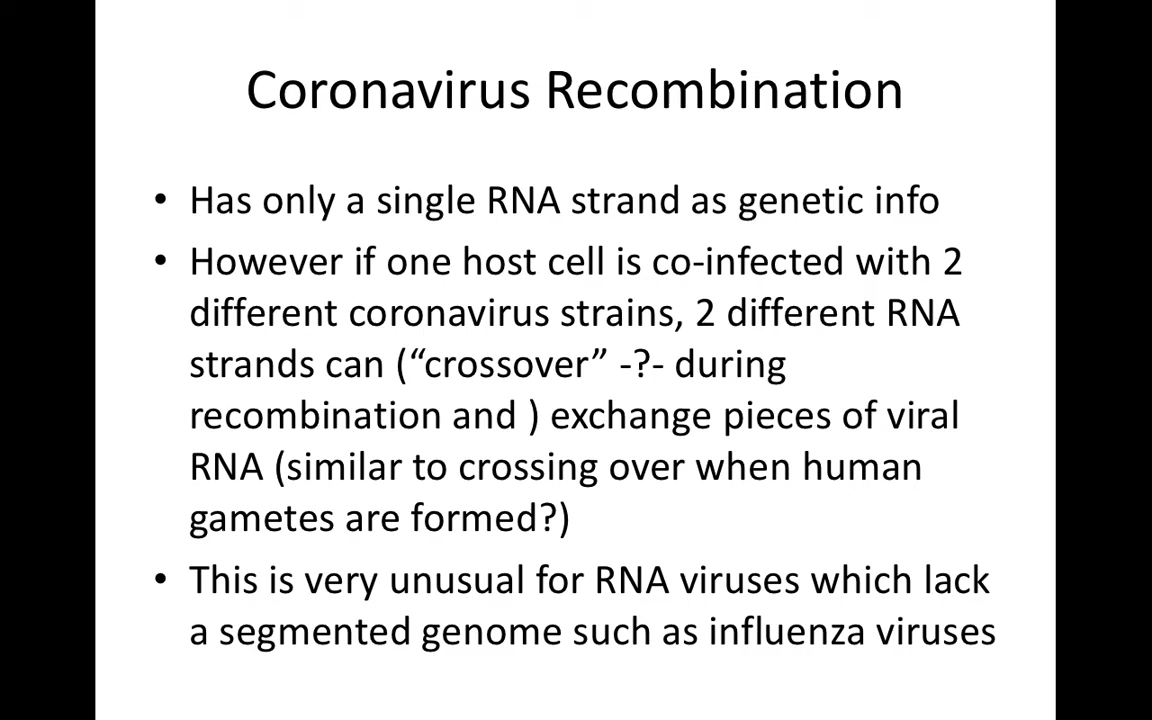 Coronavirus Recombination
• Has only a single RNA strand as genetic info
• However if one host cell is co-infected with 2
different coronavirus strains, 2 different RNA
strands can (“crossover” -?- during
recombination and ) exchange pieces of viral
RNA (similar to crossing over when human
gametes are formed?)
• This is very unusual for RNA viruses which lack
a segmented genome such as influenza viruses